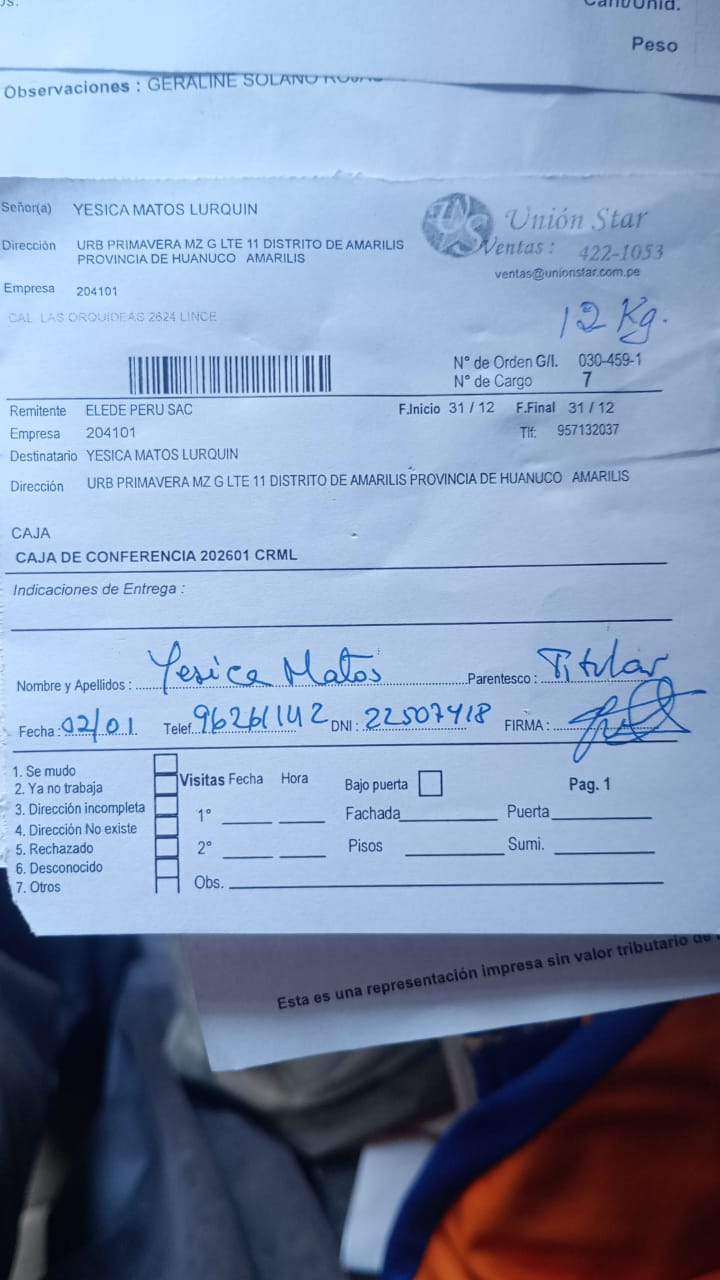 Cant/Unid.
Peso
Observaciones : GERALINE SOLANO ROJAS
Señor(a) YESICA MATOS LURQUIN
Unión Star
Dirección URB PRIMAVERA MZ G LTE 11 DISTRITO DE AMARILIS
PROVINCIA DE HUANUCO AMARILIS
Ventas : 422-1053
ventas@unionstar.com.pe
Empresa 204101
CAL LAS ORQUIDEAS 2624 LINCE
12 Kg.
N° de Orden G/I. 030-459-1
N° de Cargo 7
Remitente ELEDE PERU SAC F.Inicio 31 / 12 F.Final 31 / 12
Empresa 204101 Tlf: 957132037
Destinatario YESICA MATOS LURQUIN
Dirección URB PRIMAVERA MZ G LTE 11 DISTRITO DE AMARILIS PROVINCIA DE HUANUCO AMARILIS
CAJA
CAJA DE CONFERENCIA 202601 CRML
Indicaciones de Entrega :
Nombre y Apellidos : Yesica Matos Parentesco : Titular
Fecha : 02/01 Telef. 96261142 DNI : 22507418 FIRMA :
1. Se mudo
2. Ya no trabaja
3. Dirección incompleta
4. Dirección No existe
5. Rechazado
6. Desconocido
7. Otros
Visitas Fecha Hora Bajo puerta Pag. 1
1° Fachada Puerta
2° Pisos Sumi.
Obs.
Esta es una representación impresa sin valor tributario de